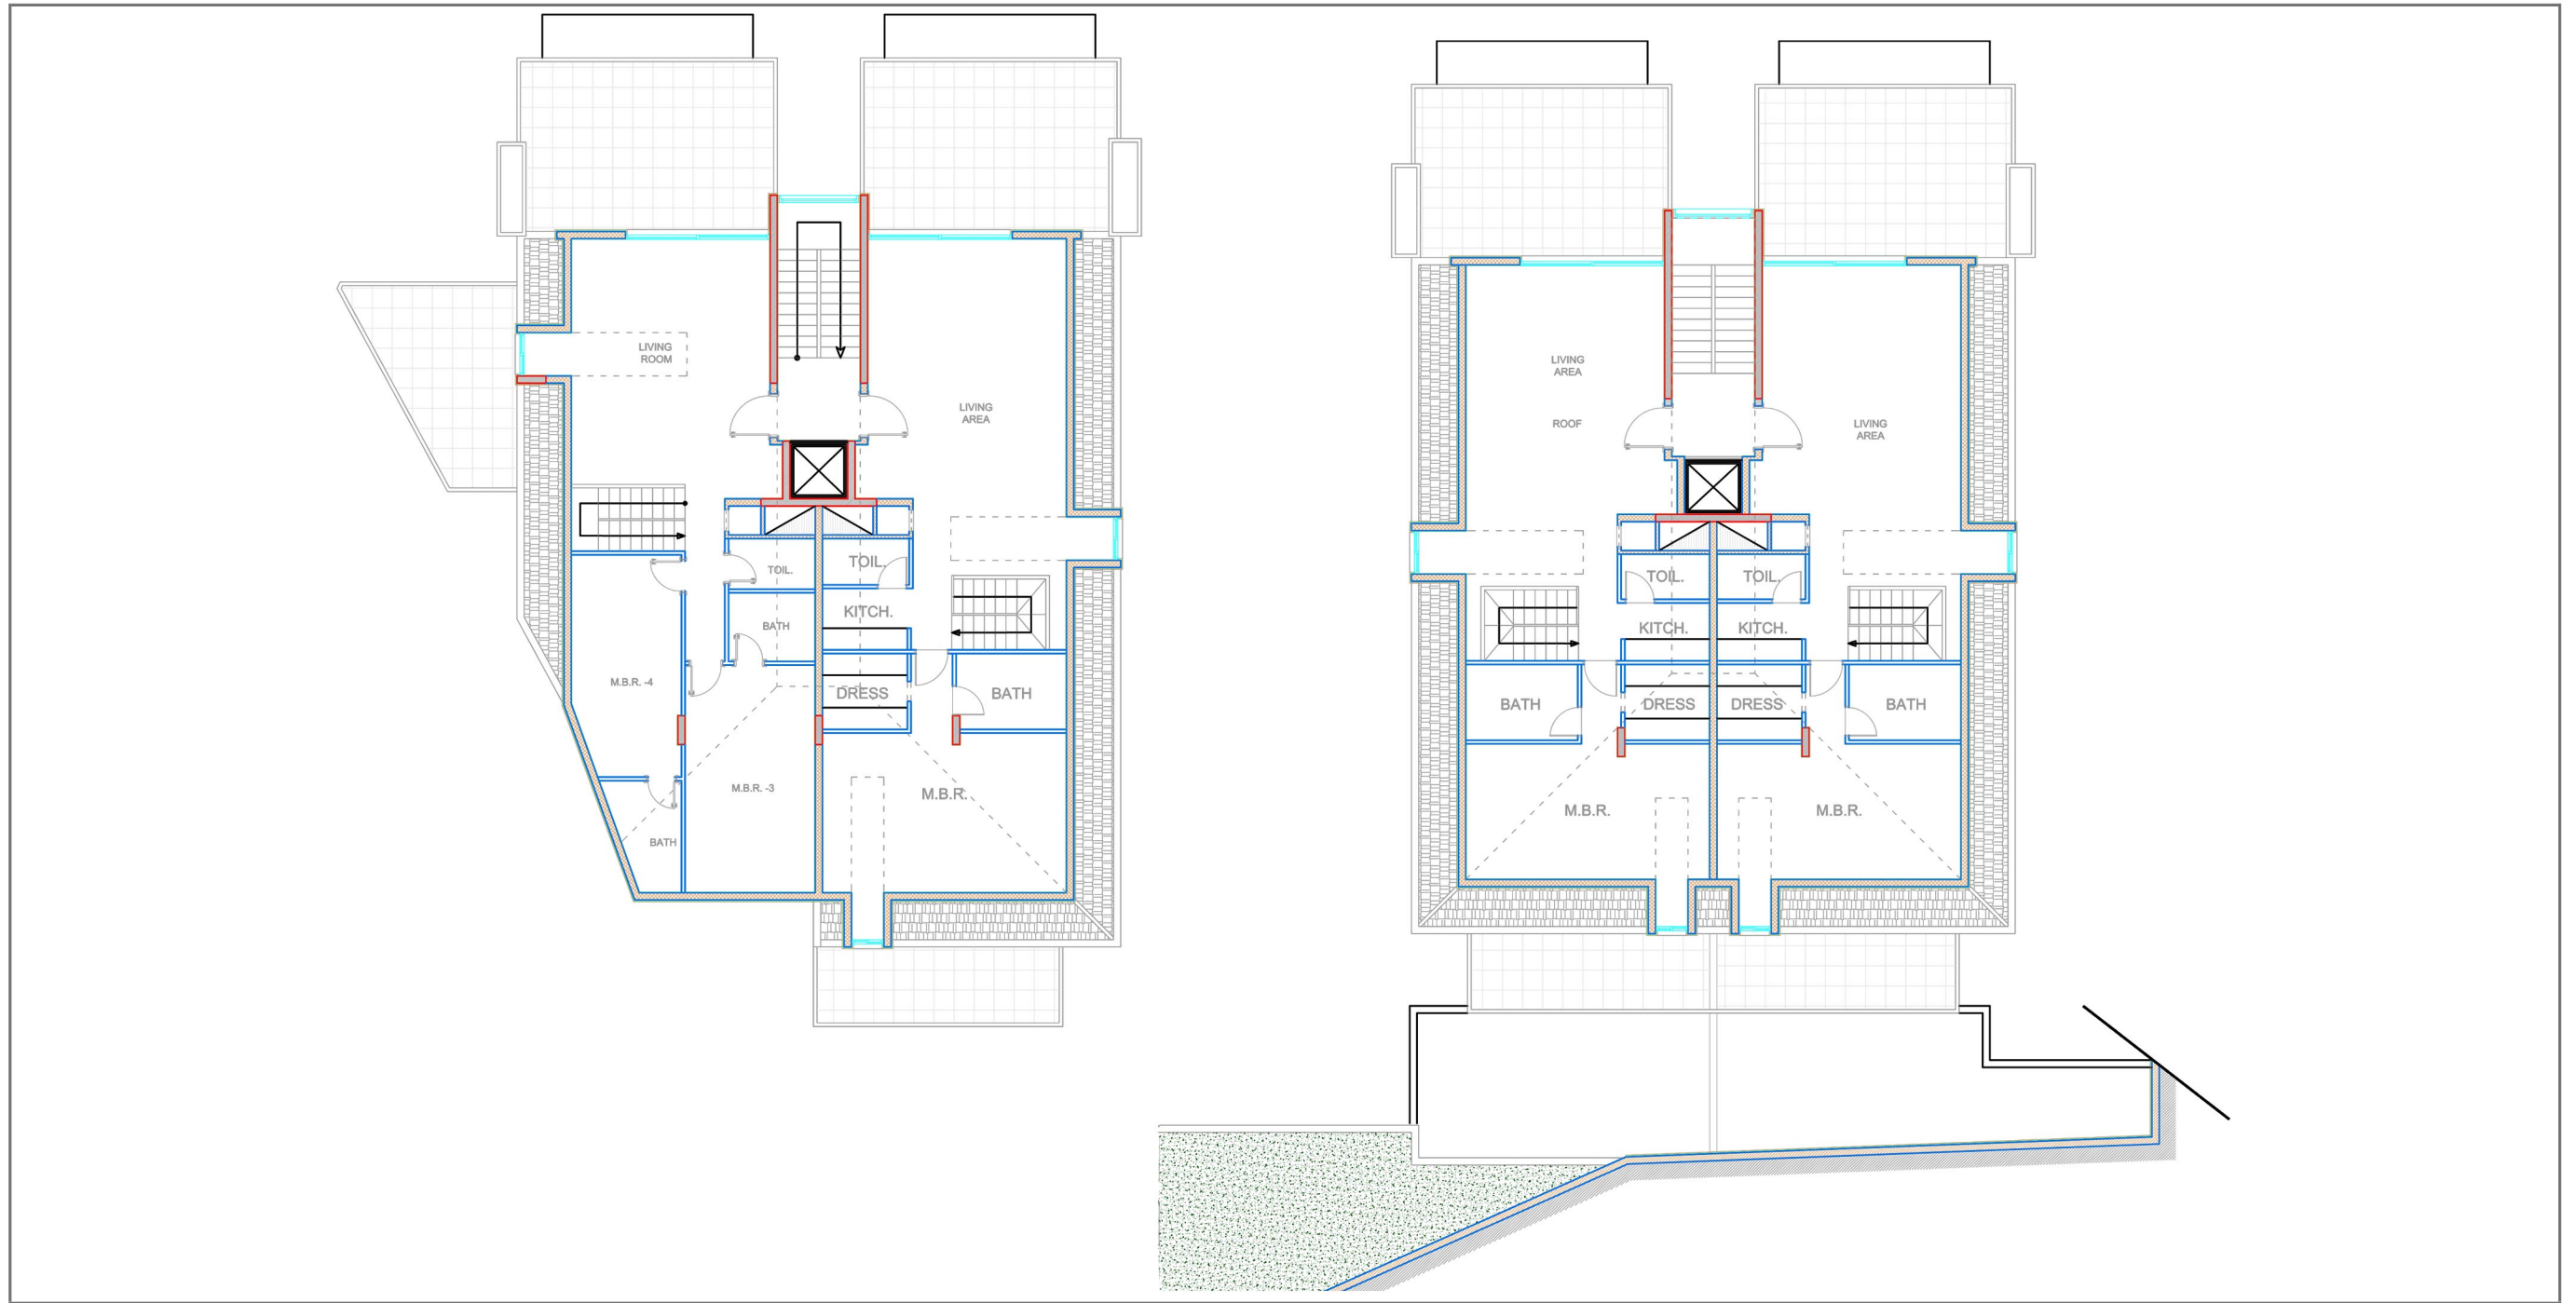 LIVING
ROOM
LIVING
AREA
TOIL.
TOIL.
KITCH.
BATH
M.B.R. -4
DRESS
BATH
M.B.R. -3
M.B.R.
BATH
LIVING
AREA
ROOF
LIVING
AREA
TOIL.
TOIL.
KITCH.
KITCH.
BATH
DRESS
DRESS
BATH
M.B.R.
M.B.R.